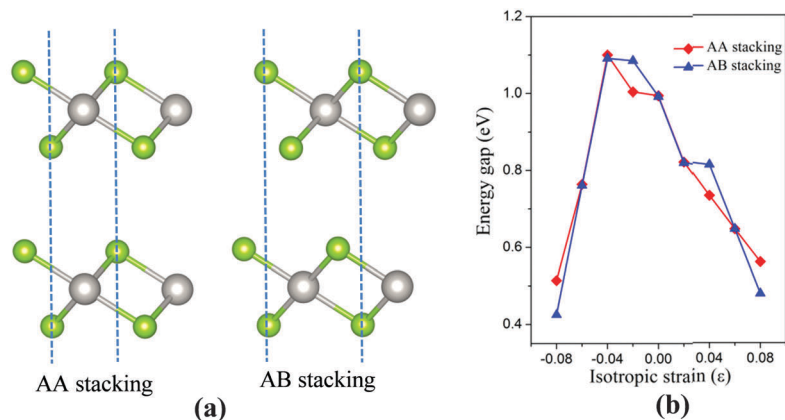 AA stacking
AB stacking
(a)
1.2
1.0
0.8
0.6
0.4
Energy gap (eV)
AA stacking
AB stacking
-0.08
-0.04
0.00
0.04
0.08
Isotropic strain (ε)
(b)